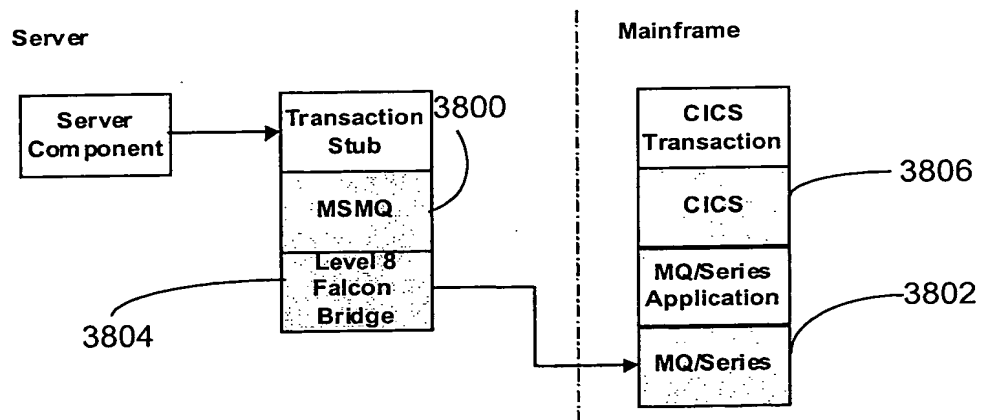 Server
Mainframe
Server
Component
Transaction
Stub
3800
MSMQ
Level 8
Falcon
Bridge
3804
CICS
Transaction
CICS
3806
MQ/Series
Application
3802
MQ/Series